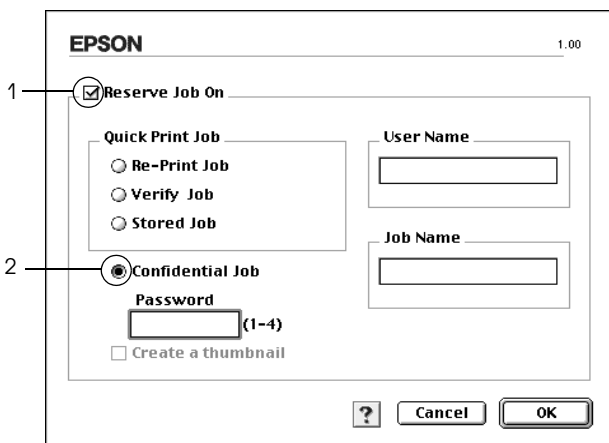 EPSON
1.00
1
Reserve Job On
Quick Print Job
Re-Print Job
Verify Job
Stored Job
User Name
Job Name
2
Confidential Job
Password
(1-4)
Create a thumbnail
?
Cancel
OK